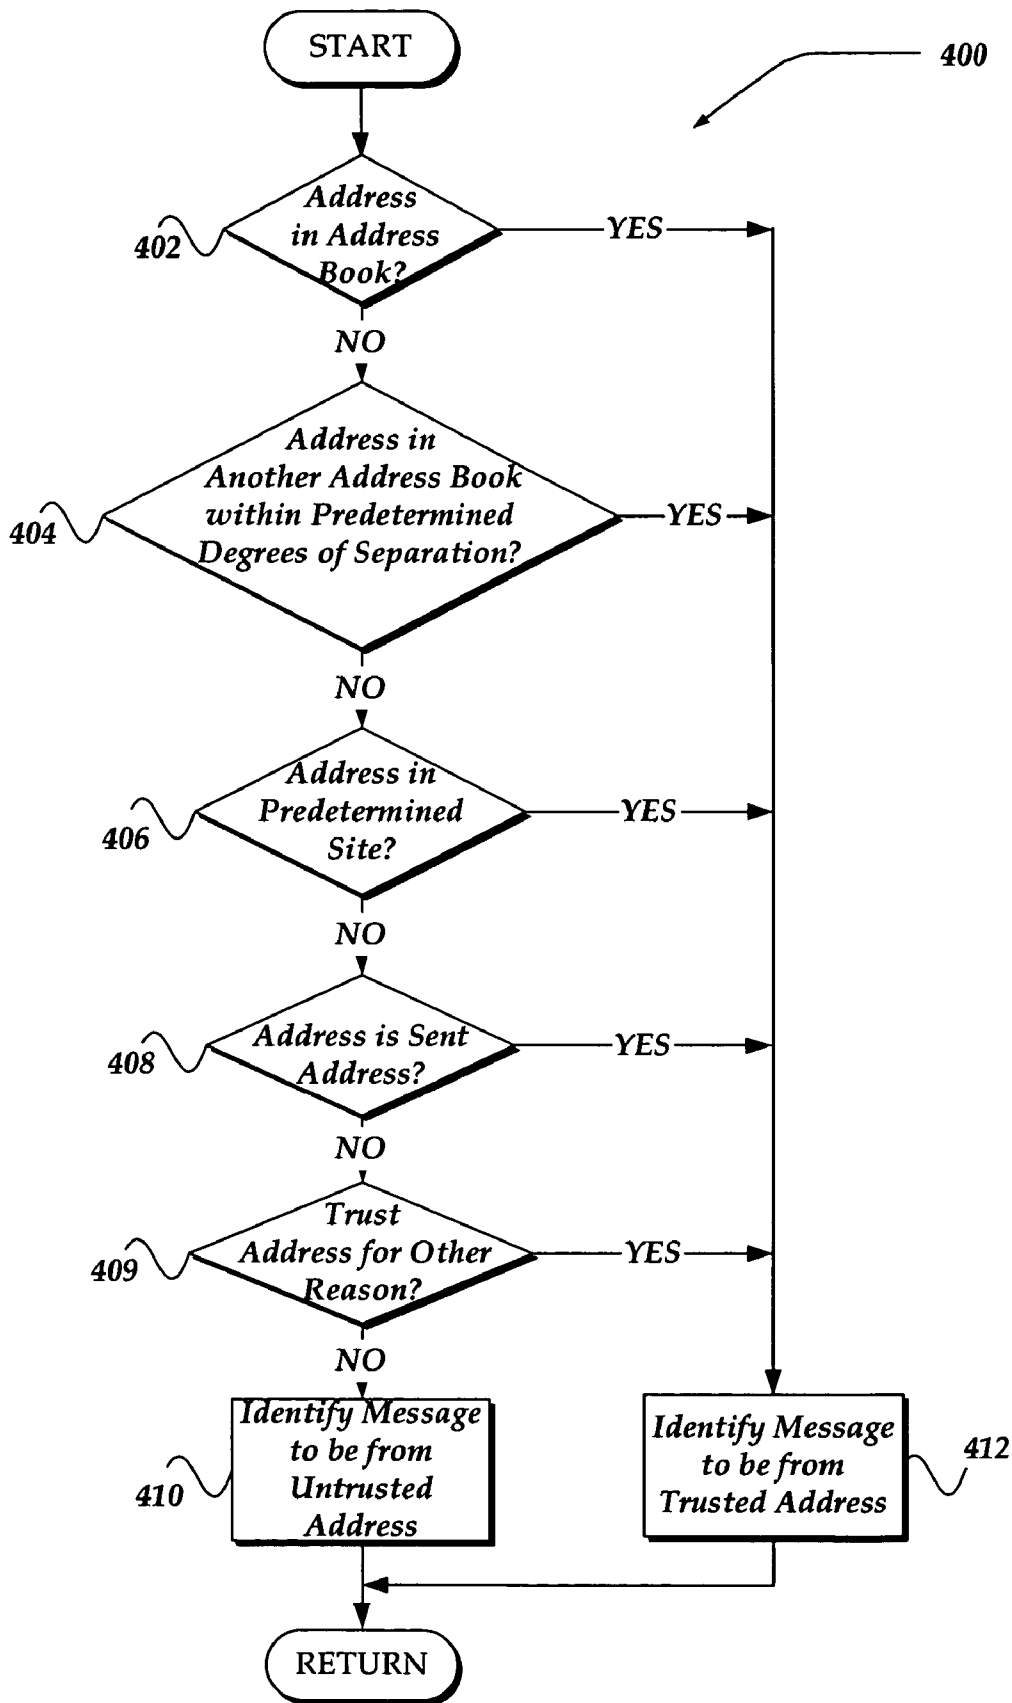 START
400
Address
in Address
Book?
YES
402
NO
Address in
Another Address Book
within Predetermined
Degrees of Separation?
YES
404
NO
Address in
Predetermined
Site?
YES
406
NO
Address is Sent
Address?
YES
408
NO
Trust
Address for Other
Reason?
YES
409
NO
Identify Message
to be from
Untrusted
Address
410
Identify Message
to be from
Trusted Address
412
RETURN